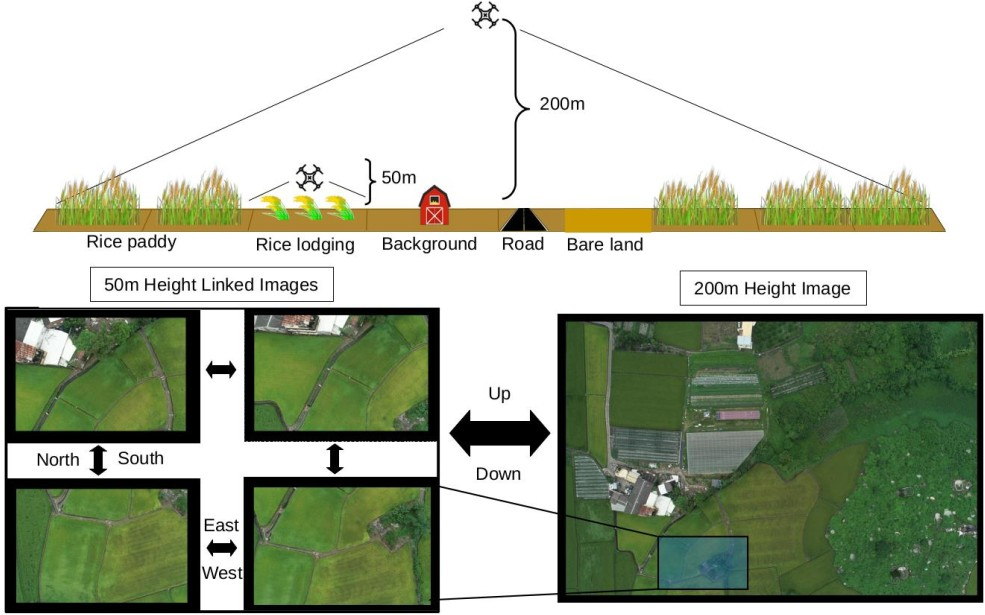 200m
50m
Rice paddy
Rice lodging
Background
Road
Bare land
50m Height Linked Images
200m Height Image
Up
Down
North
South
East
West